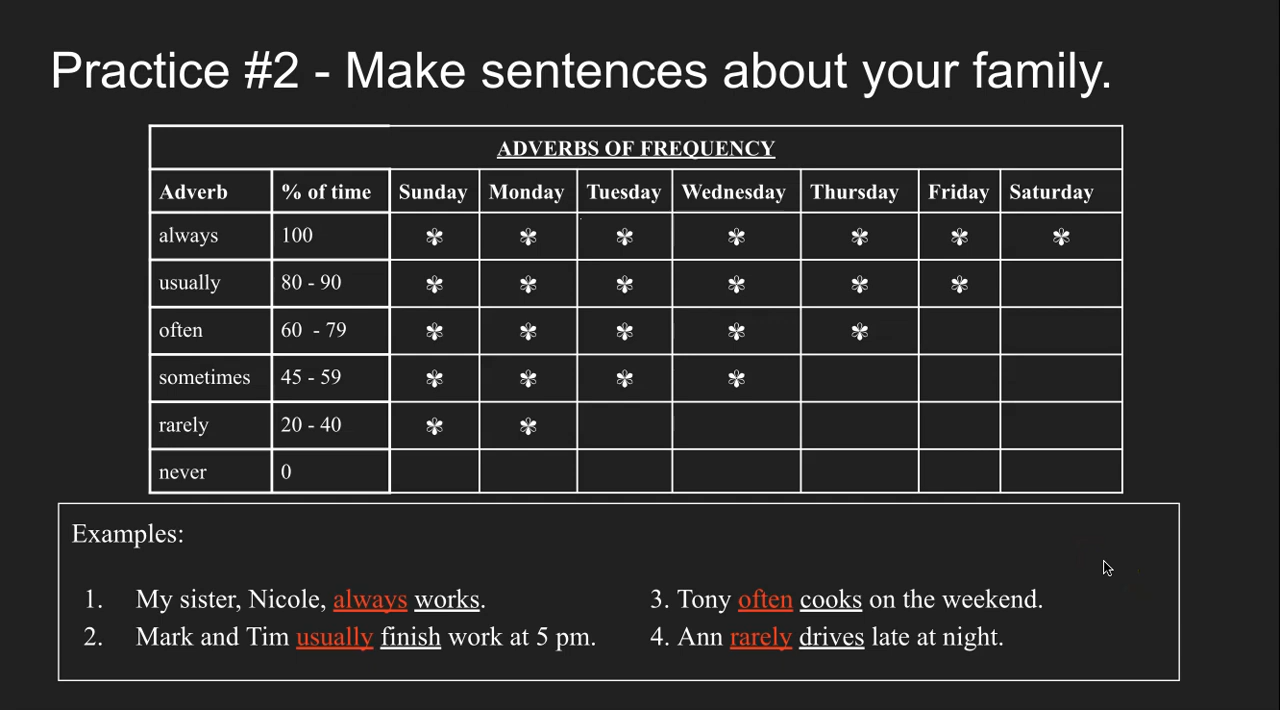 Practice #2 - Make sentences about your family.
ADVERBS OF FREQUENCY
Adverb % of time Sunday Monday Tuesday Wednesday Thursday Friday Saturday
always 100 ✾ ✾ ✾ ✾ ✾ ✾ ✾
usually 80 - 90 ✾ ✾ ✾ ✾ ✾ ✾
often 60 - 79 ✾ ✾ ✾ ✾ ✾
sometimes 45 - 59 ✾ ✾ ✾ ✾
rarely 20 - 40 ✾ ✾
never 0
Examples:
1. My sister, Nicole, always works.
2. Mark and Tim usually finish work at 5 pm.
3. Tony often cooks on the weekend.
4. Ann rarely drives late at night.